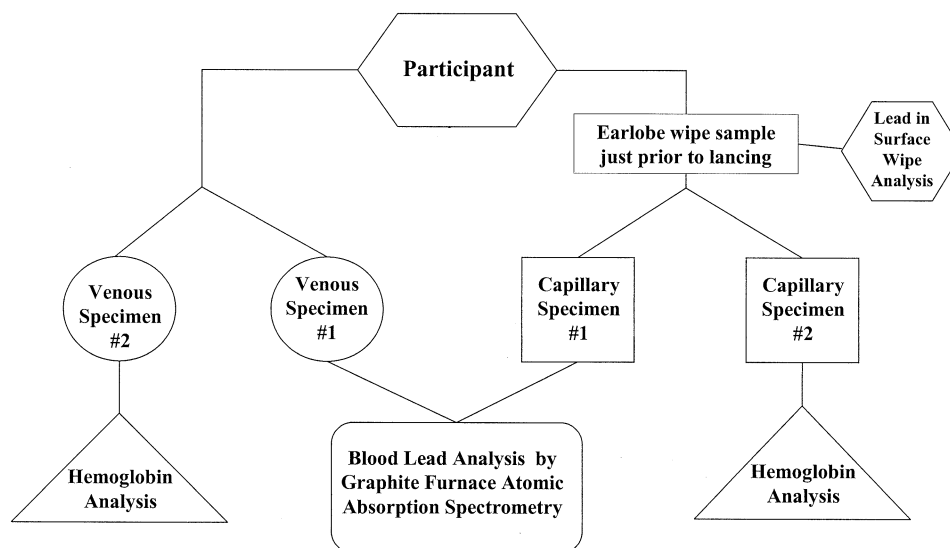 Participant
Earlobe wipe sample
just prior to lancing
Lead in
Surface
Wipe
Analysis
Venous
Specimen
#2
Venous
Specimen
#1
Capillary
Specimen
#1
Capillary
Specimen
#2
Hemoglobin
Analysis
Blood Lead Analysis by
Graphite Furnace Atomic
Absorption Spectrometry
Hemoglobin
Analysis